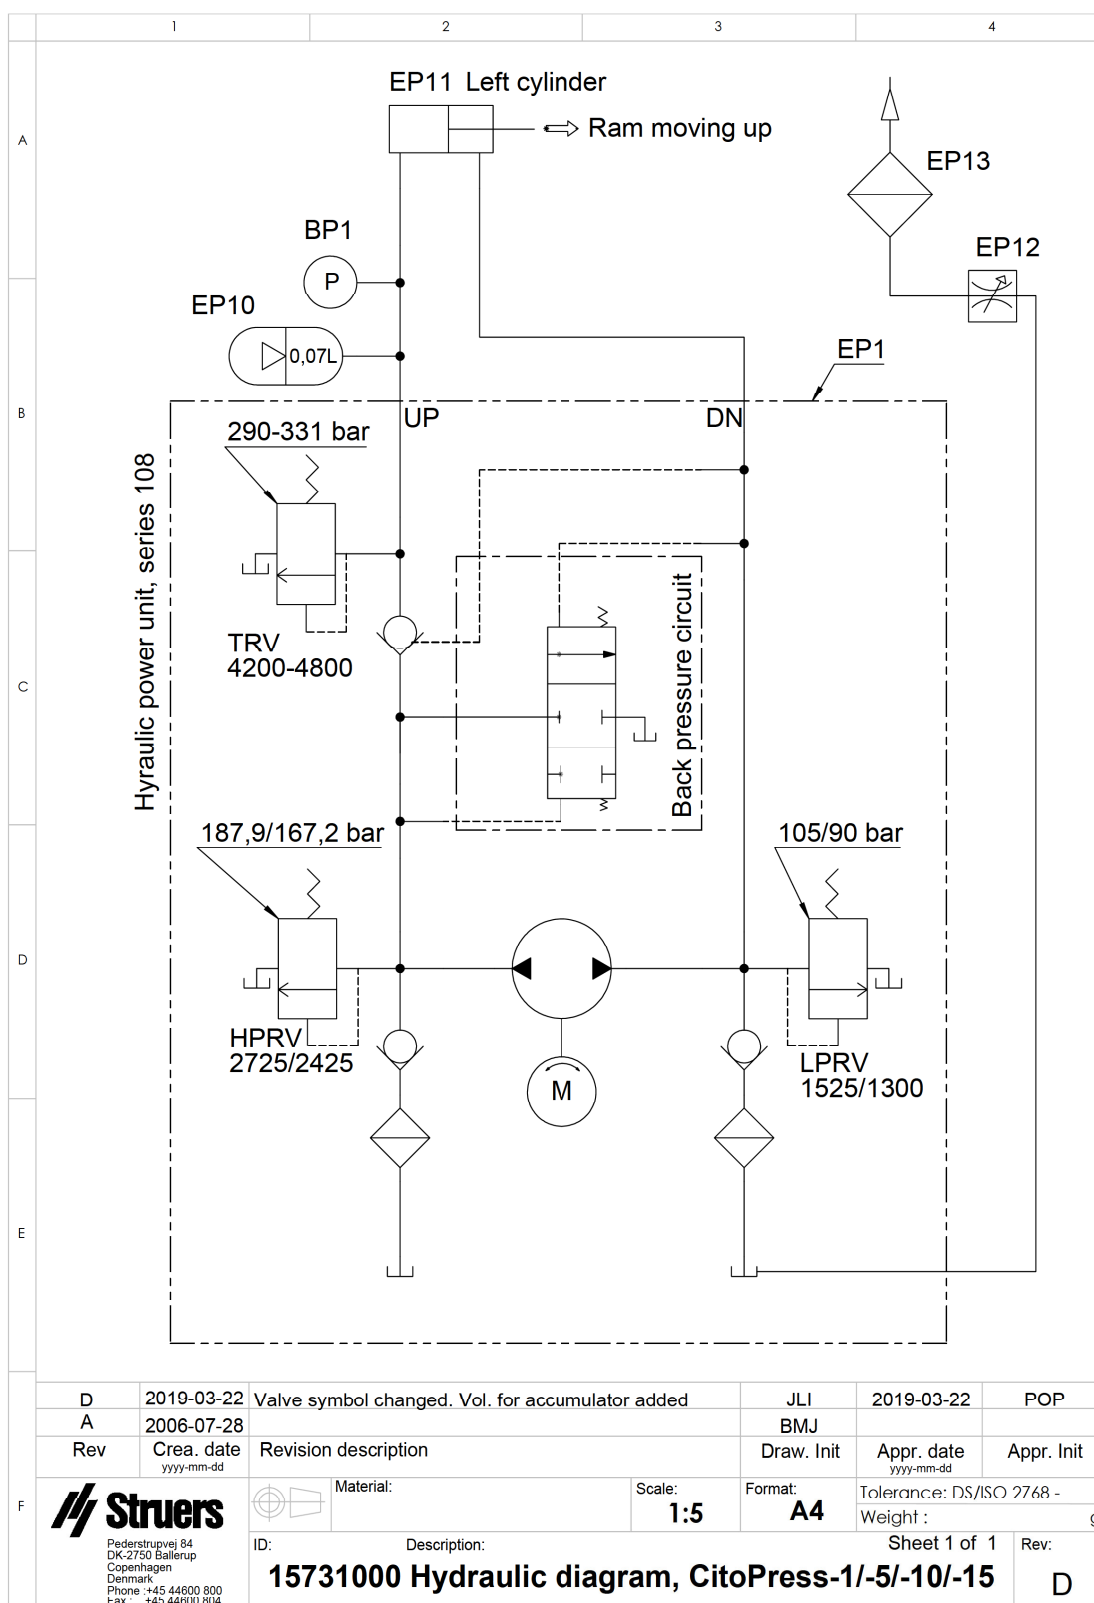 1 2 3 4
EP11 Left cylinder
Ram moving up
A
EP13
BP1
P
EP12
EP10
0,07L
EP1
B
UP DN
290-331 bar
Hyraulic power unit, series 108
Back pressure circuit
TRV
4200-4800
C
187,9/167,2 bar
105/90 bar
D
HPRV
2725/2425
LPRV
1525/1300
M
E
D 2019-03-22 Valve symbol changed. Vol. for accumulator added JLI 2019-03-22 POP
A 2006-07-28 BMJ
Rev Crea. date Revision description Draw. Init Appr. date Appr. Init
yyyy-mm-dd yyyy-mm-dd
F
Struers
Pederstrupvej 84
DK-2750 Ballerup
Copenhagen
Denmark
Phone :+45 44600 800
Fax : +45 44600 804
Material:
Scale:
1:5
Format:
A4
Tolerance: DS/ISO 2768 -
Weight : g
ID: Description: Sheet 1 of 1
15731000 Hydraulic diagram, CitoPress-1/-5/-10/-15
Rev:
D